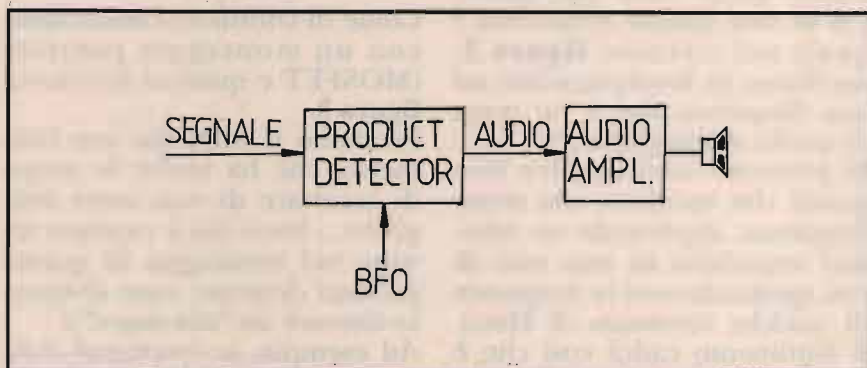 SEGNALE
PRODUCT
DETECTOR
AUDIO
AUDIO
AMPL.
BFO